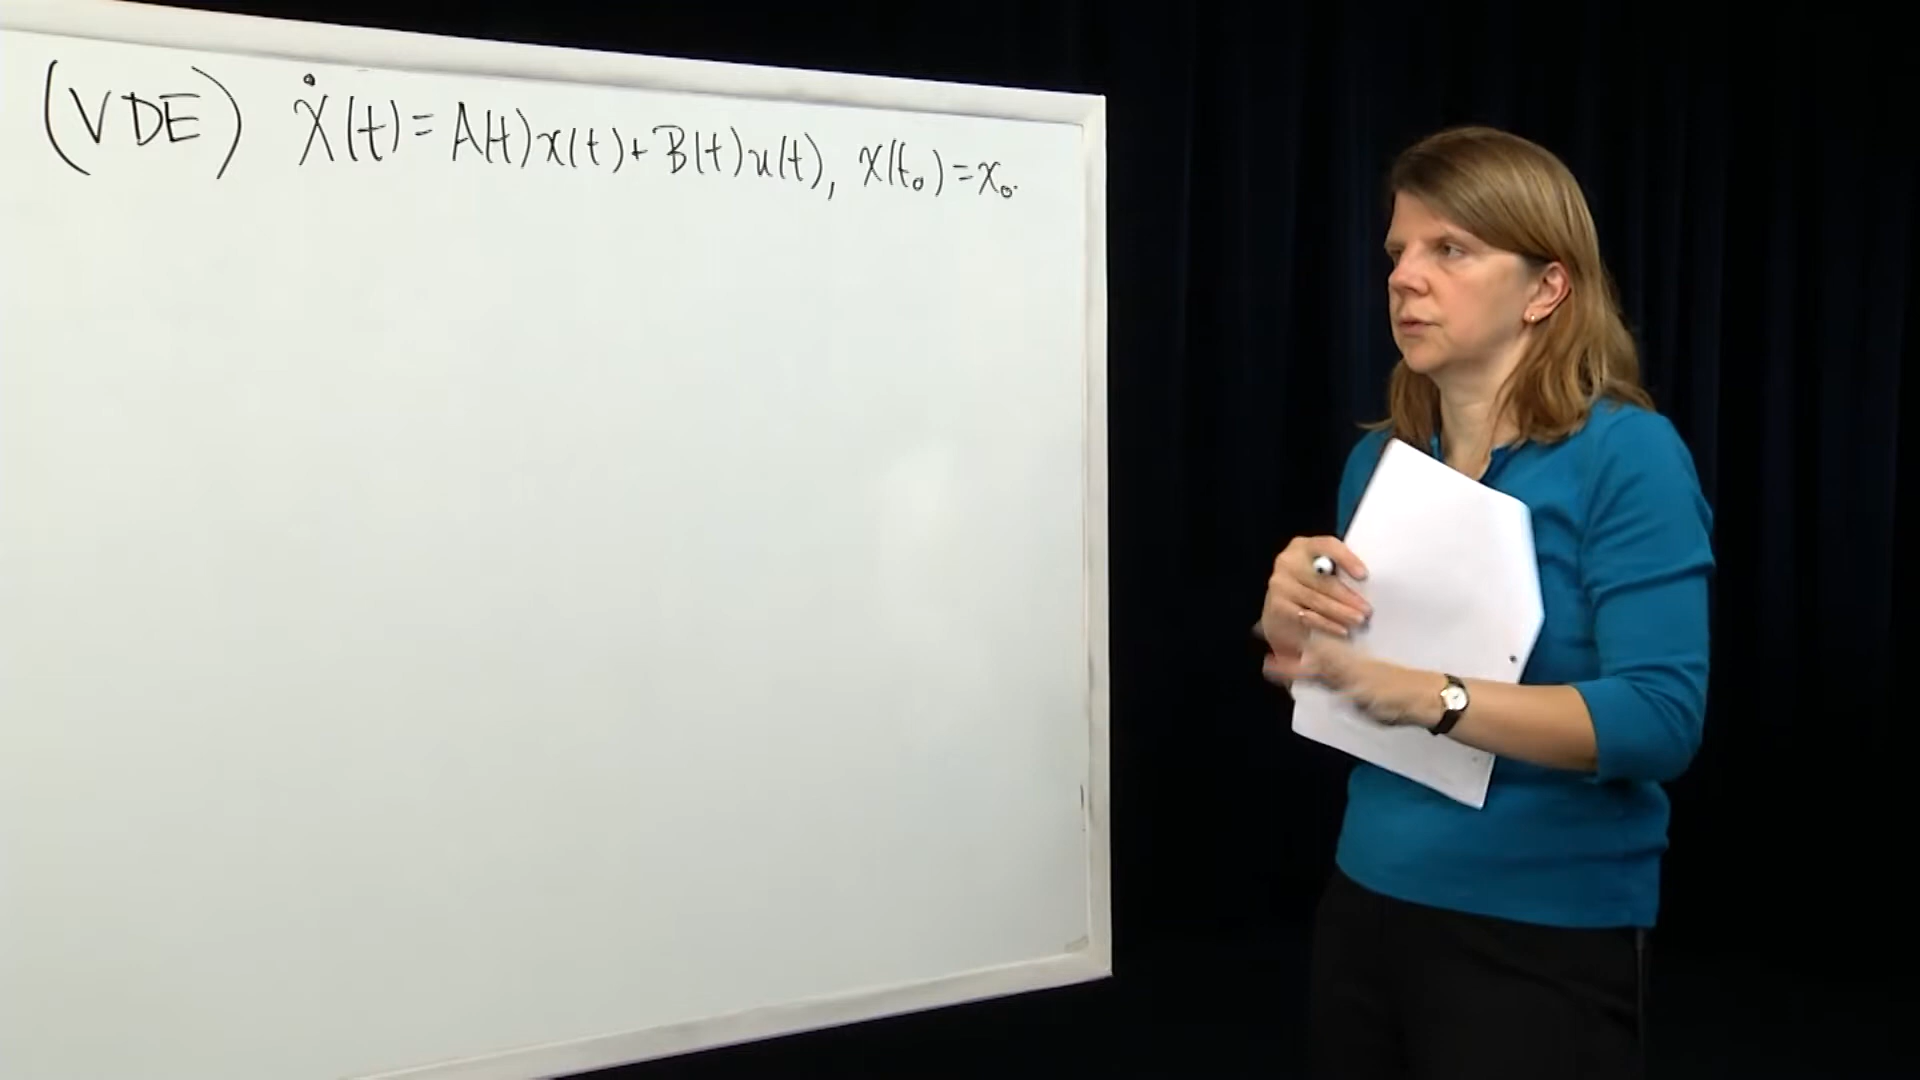 (VDE) ẋ(t) = A(t)x(t) + B(t)u(t), x(t₀) = x₀.